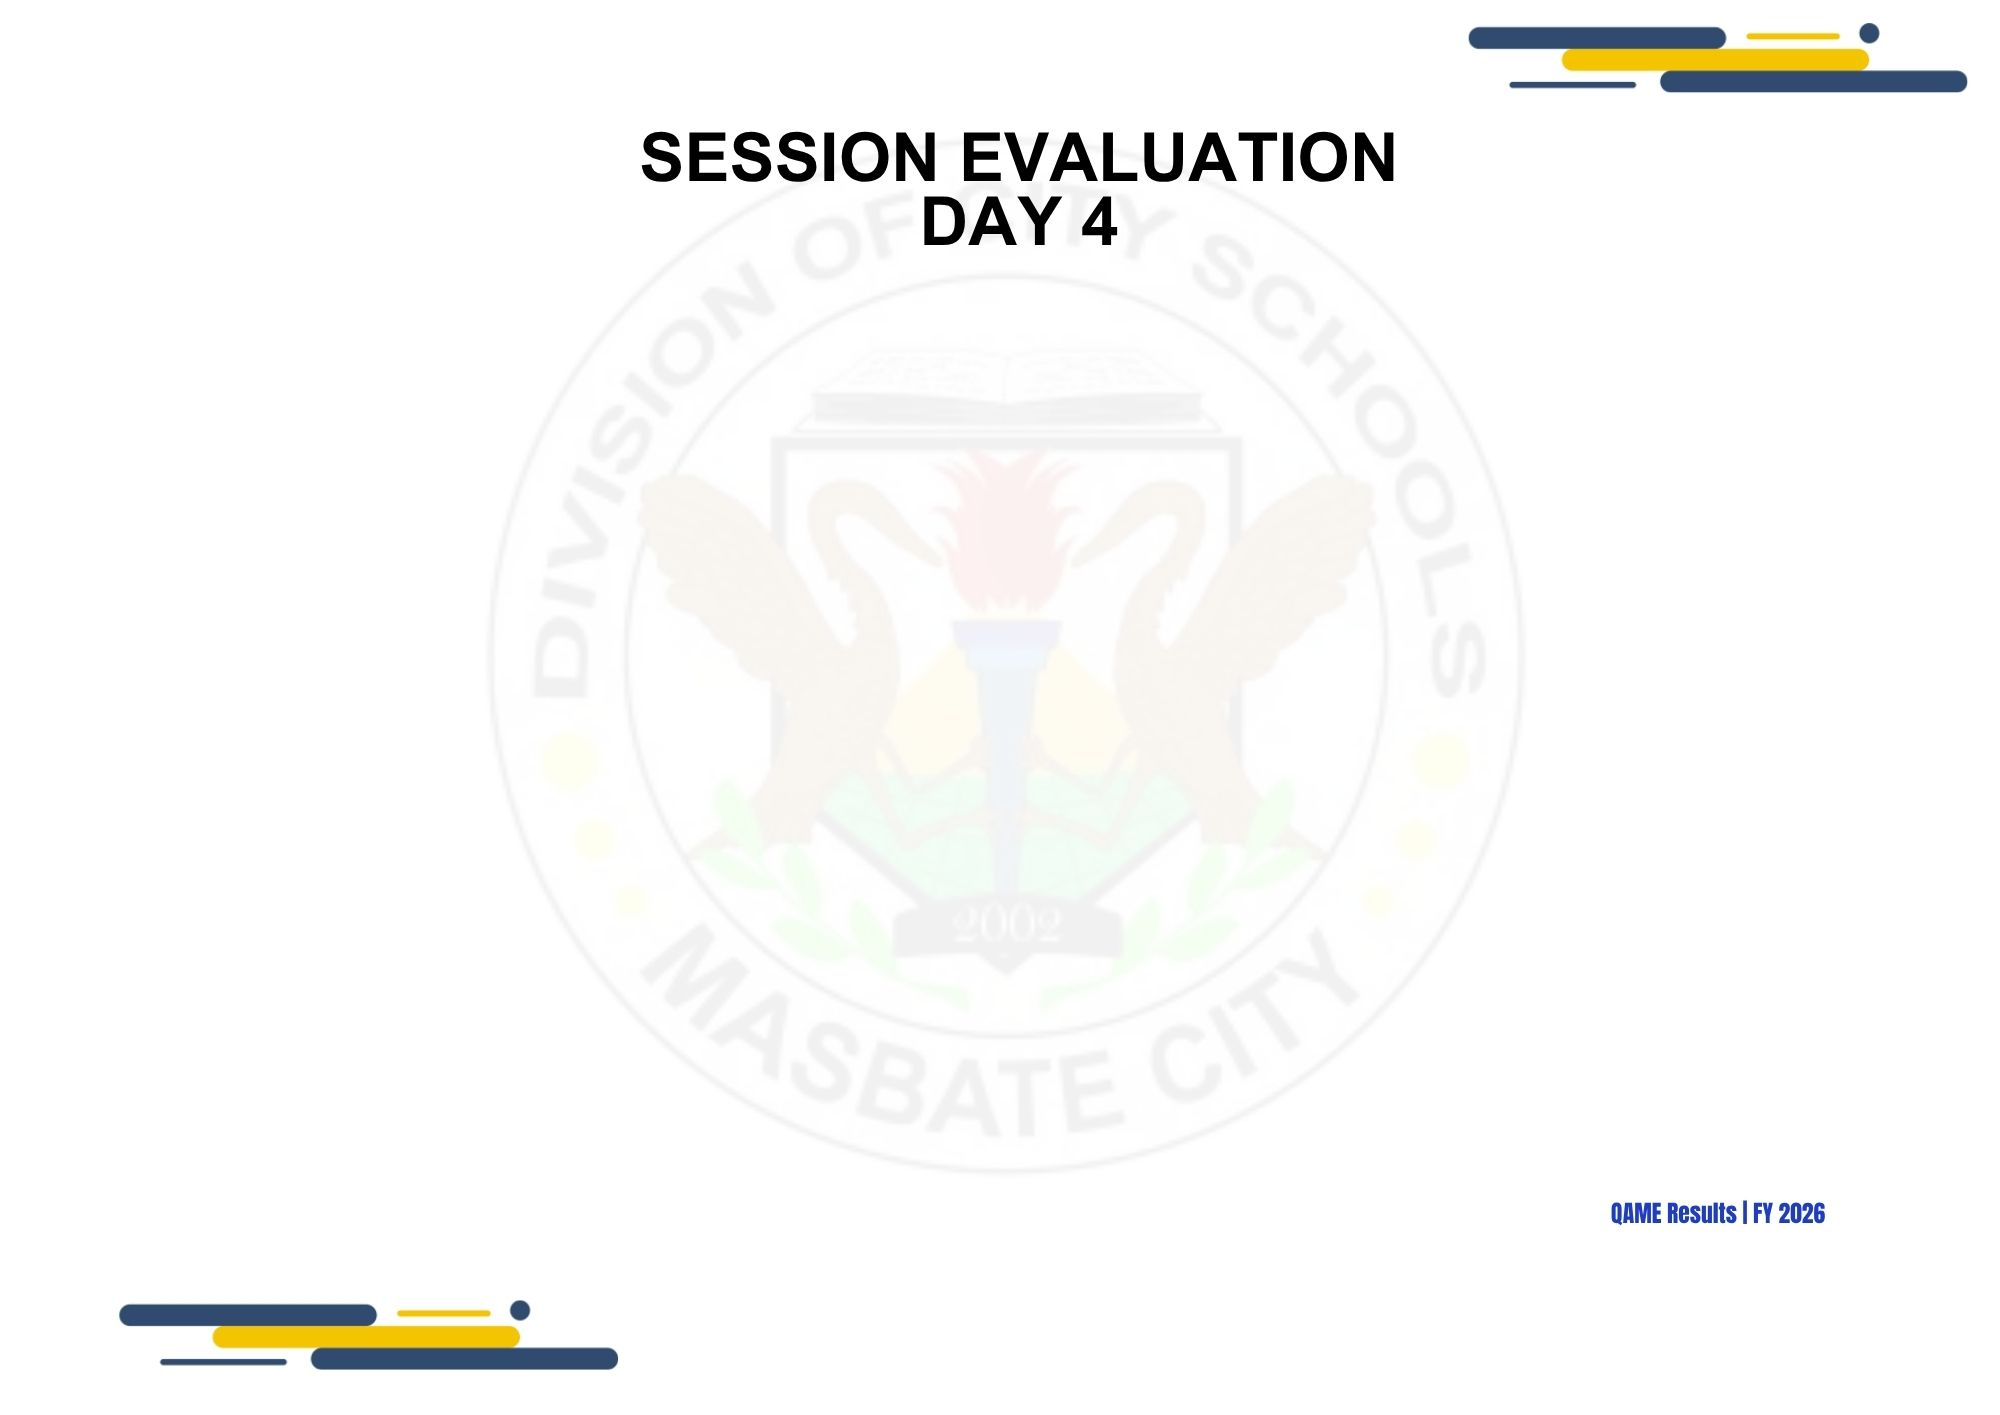 SESSION EVALUATION
DAY 4
DIVISION OF CITY SCHOOLS
2002
MASBATE CITY
QAME Results | FY 2026